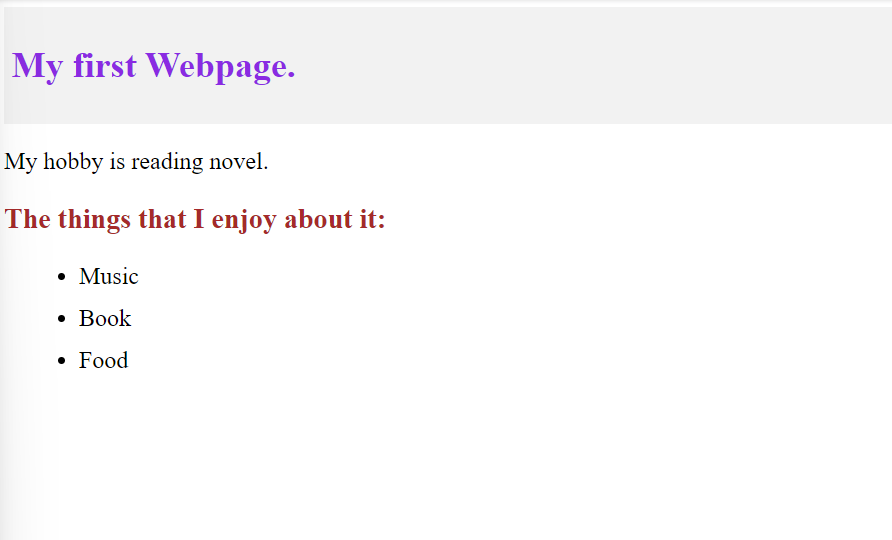 My first Webpage.
My hobby is reading novel.
The things that I enjoy about it:
Music
Book
Food